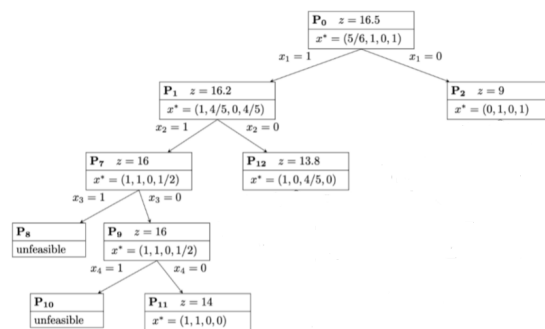 P₀ z = 16.5
x* = (5/6, 1, 0, 1)
x₁ = 1
x₁ = 0
P₁ z = 16.2
x* = (1, 4/5, 0, 4/5)
P₂ z = 9
x* = (0, 1, 0, 1)
x₂ = 1
x₂ = 0
P₇ z = 16
x* = (1, 1, 0, 1/2)
P₁₂ z = 13.8
x* = (1, 0, 4/5, 0)
x₃ = 1
x₃ = 0
P₈
unfeasible
P₉ z = 16
x* = (1, 1, 0, 1/2)
x₄ = 1
x₄ = 0
P₁₀
unfeasible
P₁₁ z = 14
x* = (1, 1, 0, 0)